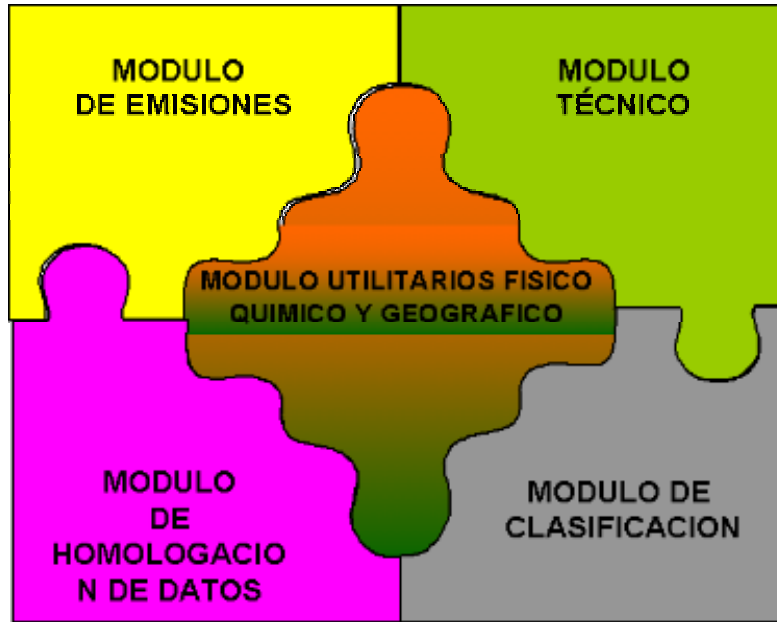 MODULO
DE EMISIONES
MODULO
TÉCNICO
MODULO UTILITARIOS FISICO
QUIMICO Y GEOGRAFICO
MODULO
DE
HOMOLOGACIO
N DE DATOS
MODULO DE
CLASIFICACION